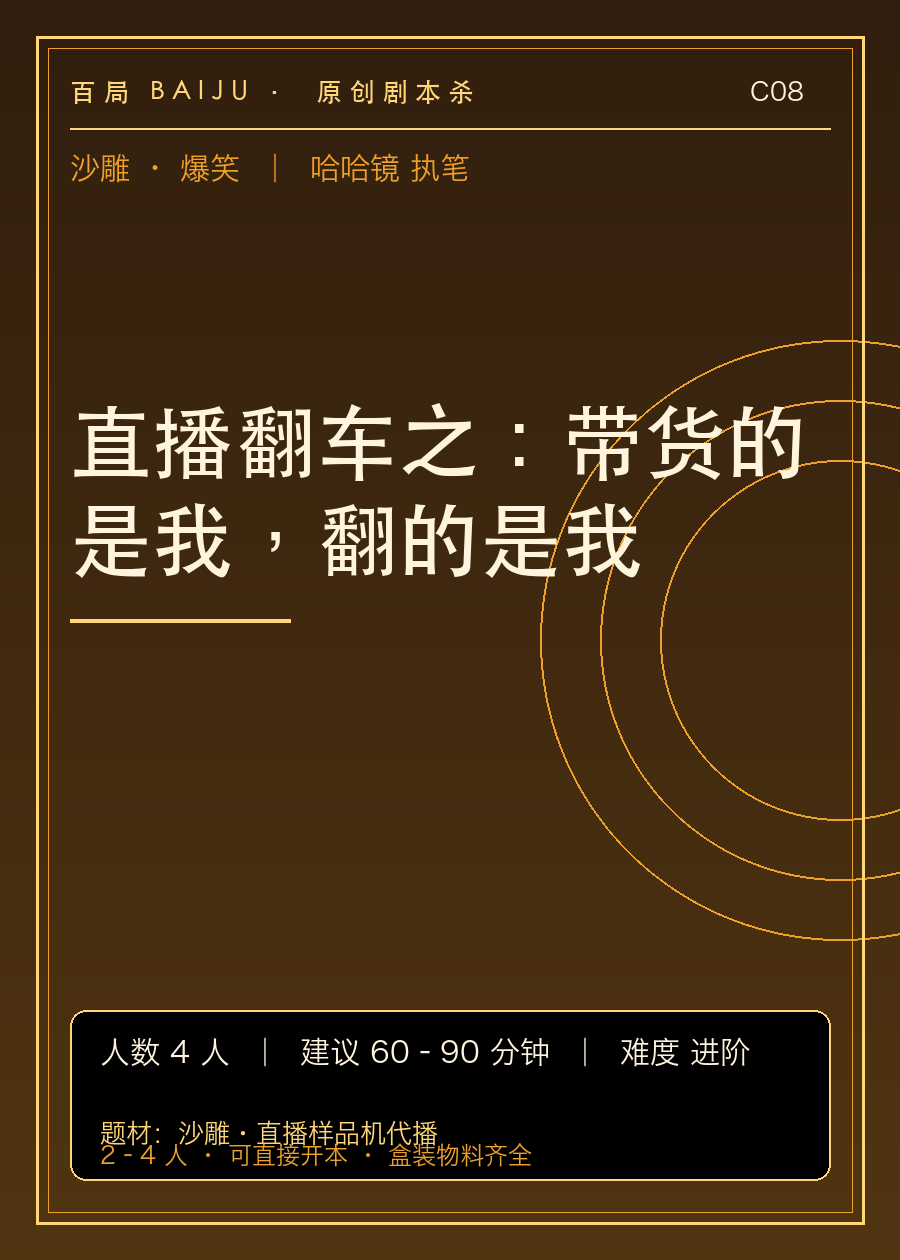 百局 BAIJU · 原创剧本杀
C08
沙雕 · 爆笑 ｜ 哈哈镜 执笔
直播翻车之：带货的
是我，翻的是我
人数 4 人 ｜ 建议 60 - 90 分钟 ｜ 难度 进阶
题材: 沙雕 · 直播样品机代播
2 - 4 人 · 可直接开本 · 盒装物料齐全